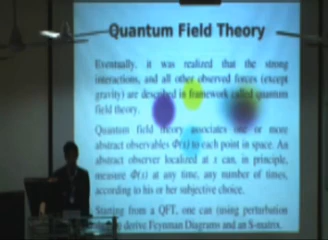 Quantum Field Theory
Eventually, it was realized that the strong
interactions, and all other observed forces (except
gravity) are described in framework called quantum
field theory.
Quantum field theory associates one or more
abstract observables Φ(x) to each point in space. An
abstract observer localized at x can, in principle,
measure Φ(x) at any time, any number of times,
according to his or her subjective choice.
Starting from a QFT, one can (using perturbation
derive Feynman Diagrams and an S-matrix.